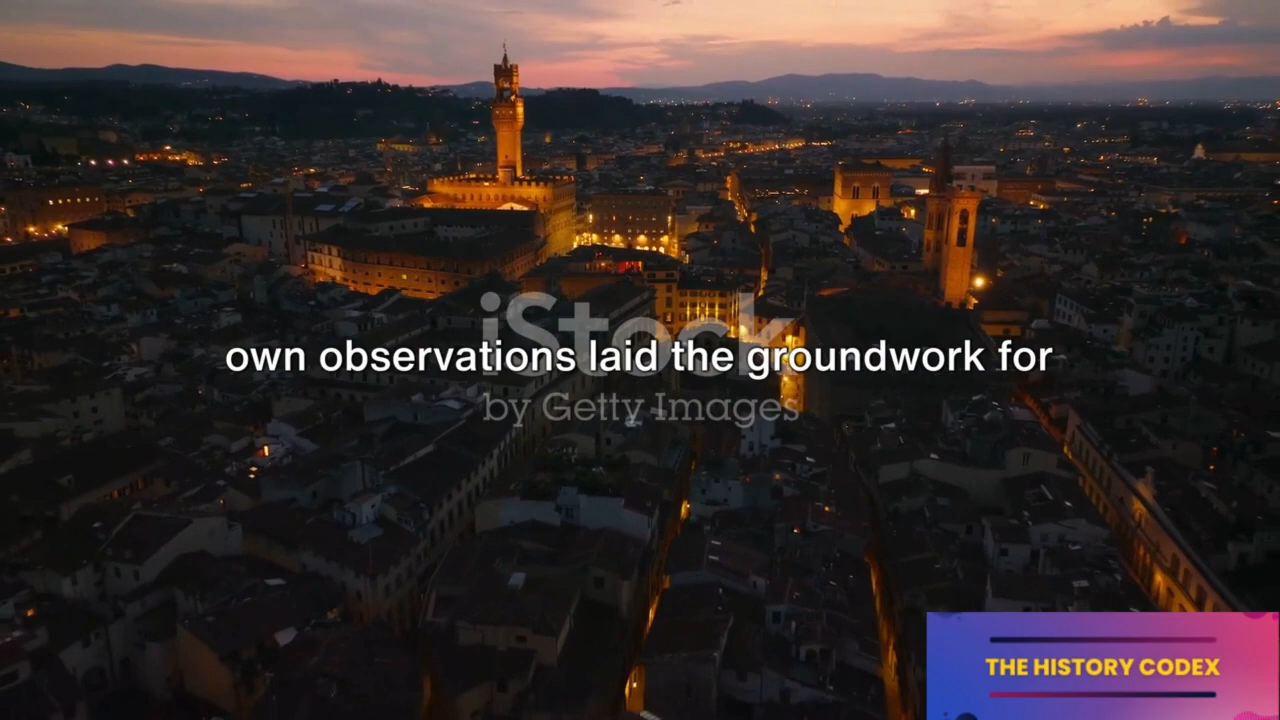 iStock
own observations laid the groundwork for
by Getty Images
THE HISTORY CODEX